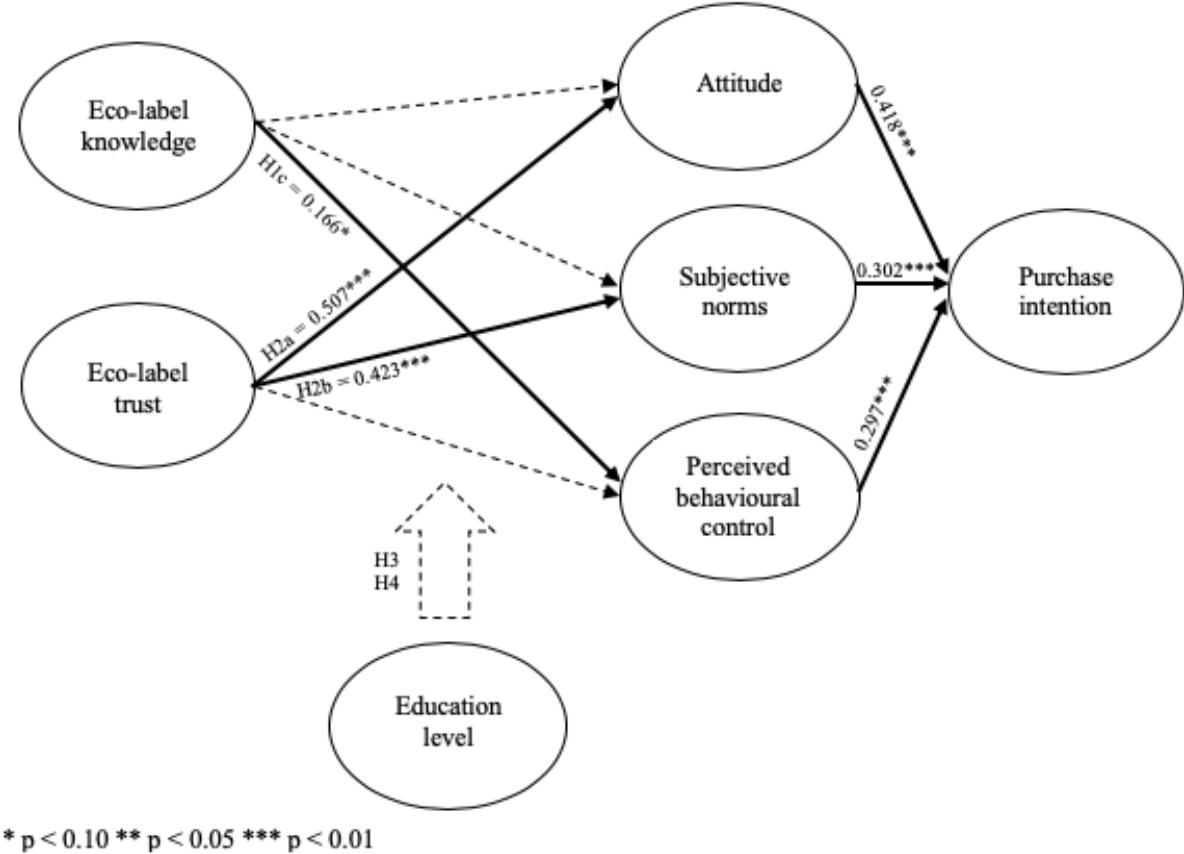 Eco-label
knowledge
Attitude
0.418***
H1c = 0.166*
Subjective
norms
0.302***
Purchase
intention
H2a = 0.507***
Eco-label
trust
H2b = 0.423***
0.297***
Perceived
behavioural
control
H3
H4
Education
level
* p < 0.10 ** p < 0.05 *** p < 0.01